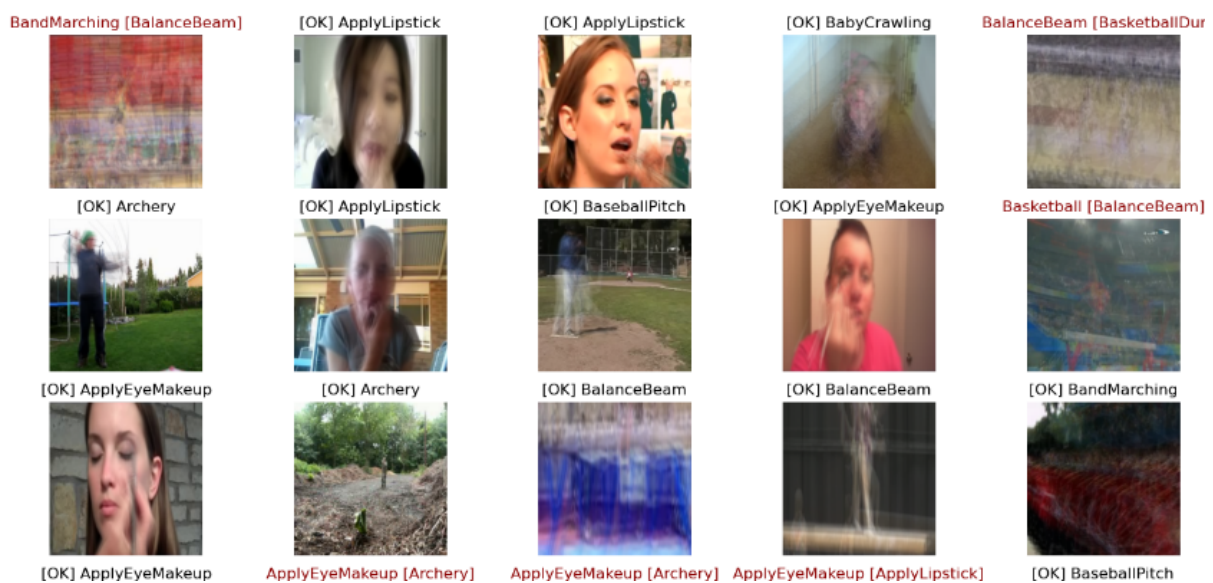 BandMarching [BalanceBeam]
[OK] ApplyLipstick
[OK] ApplyLipstick
[OK] BabyCrawling
BalanceBeam [BasketballDun
[OK] Archery
[OK] ApplyLipstick
[OK] BaseballPitch
[OK] ApplyEyeMakeup
Basketball [BalanceBeam]
[OK] ApplyEyeMakeup
[OK] Archery
[OK] BalanceBeam
[OK] BalanceBeam
[OK] BandMarching
[OK] ApplyEyeMakeup
ApplyEyeMakeup [Archery]
ApplyEyeMakeup [Archery]
ApplyEyeMakeup [ApplyLipstick]
[OK] BaseballPitch